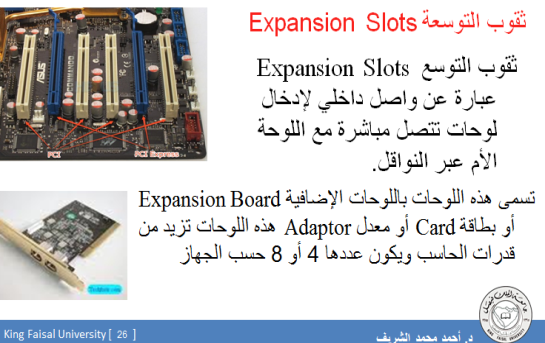 ثقوب التوسعة Expansion Slots
ثقوب التوسع Expansion Slots
عبارة عن واصل داخلي لإدخال
لوحات تتصل مباشرة مع اللوحة
الأم عبر النواقل.
ASUS
COMMANDO
PCI
PCI Express
تسمى هذه اللوحات باللوحات الإضافية Expansion Board
أو بطاقة Card أو معدل Adaptor هذه اللوحات تزيد من
قدرات الحاسب ويكون عددها 4 أو 8 حسب الجهاز
King Faisal University [ 26 ]
د. أحمد محمد الشريف